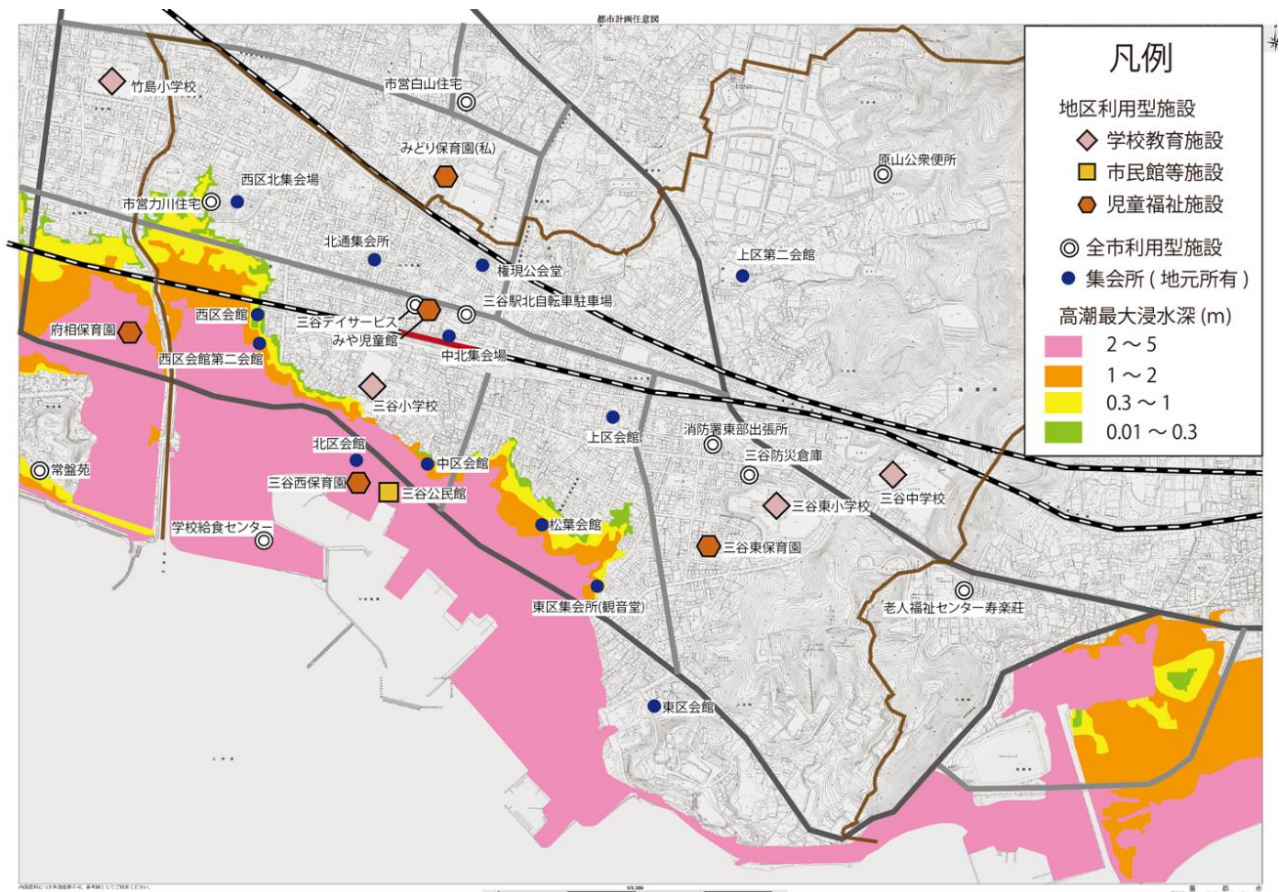 都市計画任意図
竹島小学校
市営白山住宅
みどり保育園(私)
原山公衆便所
西区北集会場
市営力川住宅
北通集会所
権現公会堂
上区第二会館
三谷駅北自転車駐車場
三谷デイサービス
みや児童館
西区会館
府相保育園
西区会館第二会館
中北集会場
三谷小学校
上区会館
消防署東部出張所
三谷防災倉庫
北区会館
中区会館
常盤苑
三谷西保育園
三谷公民館
三谷東小学校
三谷中学校
学校給食センター
松葉会館
三谷東保育園
東区集会所(観音堂)
老人福祉センター寿楽荘
東区会館
凡例
地区利用型施設
学校教育施設
市民館等施設
児童福祉施設
全市利用型施設
集会所(地元所有)
高潮最大浸水深(m)
2～5
1～2
0.3～1
0.01～0.3